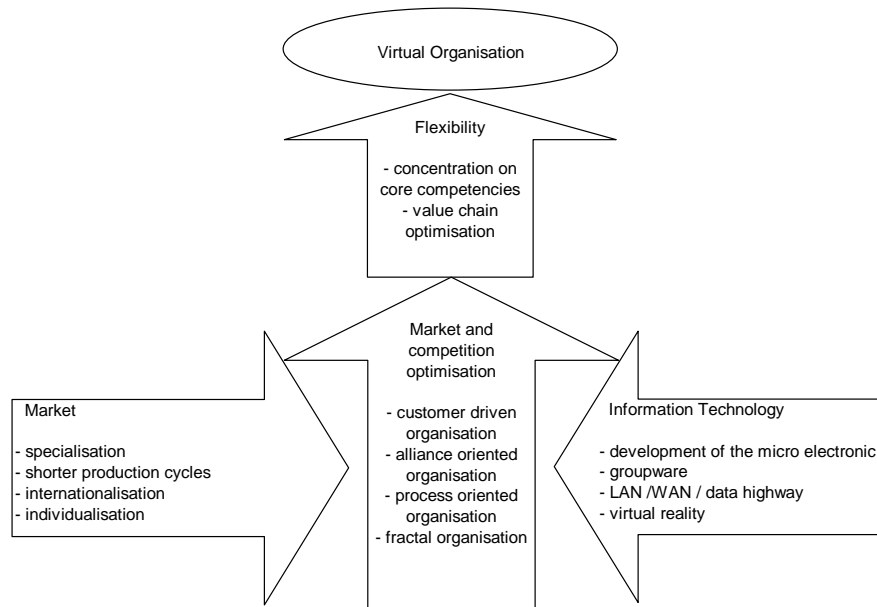 Virtual Organisation
Flexibility
- concentration on
core competencies
- value chain
optimisation
Market and
competition
optimisation
- customer driven
organisation
- alliance oriented
organisation
- process oriented
organisation
- fractal organisation
Market
- specialisation
- shorter production cycles
- internationalisation
- individualisation
Information Technology
- development of the micro electronic
- groupware
- LAN /WAN / data highway
- virtual reality